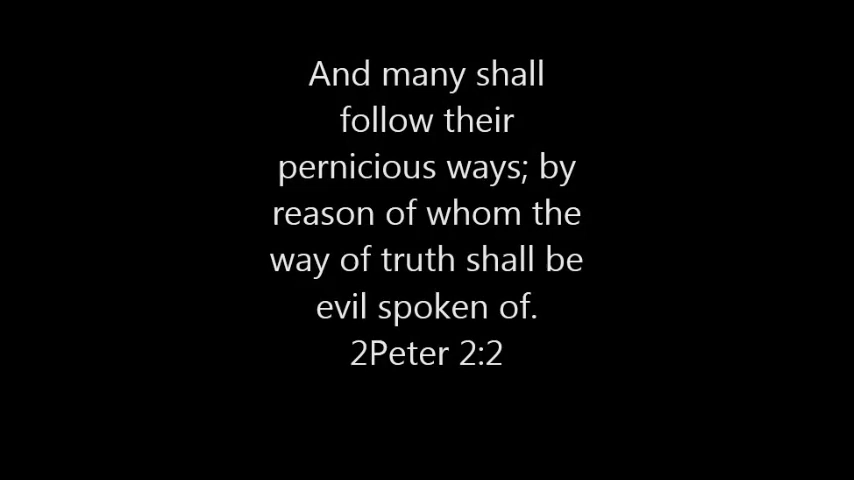 And many shall
follow their
pernicious ways; by
reason of whom the
way of truth shall be
evil spoken of.
2Peter 2:2